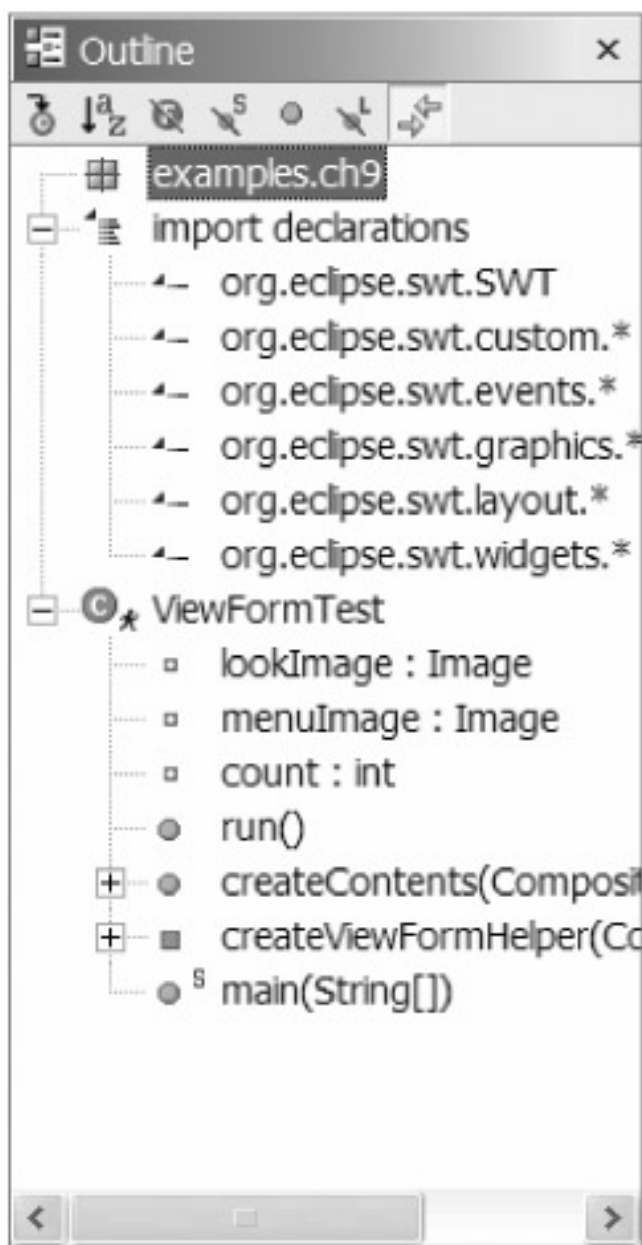 Outline
examples.ch9
import declarations
org.eclipse.swt.SWT
org.eclipse.swt.custom.*
org.eclipse.swt.events.*
org.eclipse.swt.graphics.*
org.eclipse.swt.layout.*
org.eclipse.swt.widgets.*
ViewFormTest
lookImage : Image
menuImage : Image
count : int
run()
createContents(Composit
createViewFormHelper(Co
S main(String[])